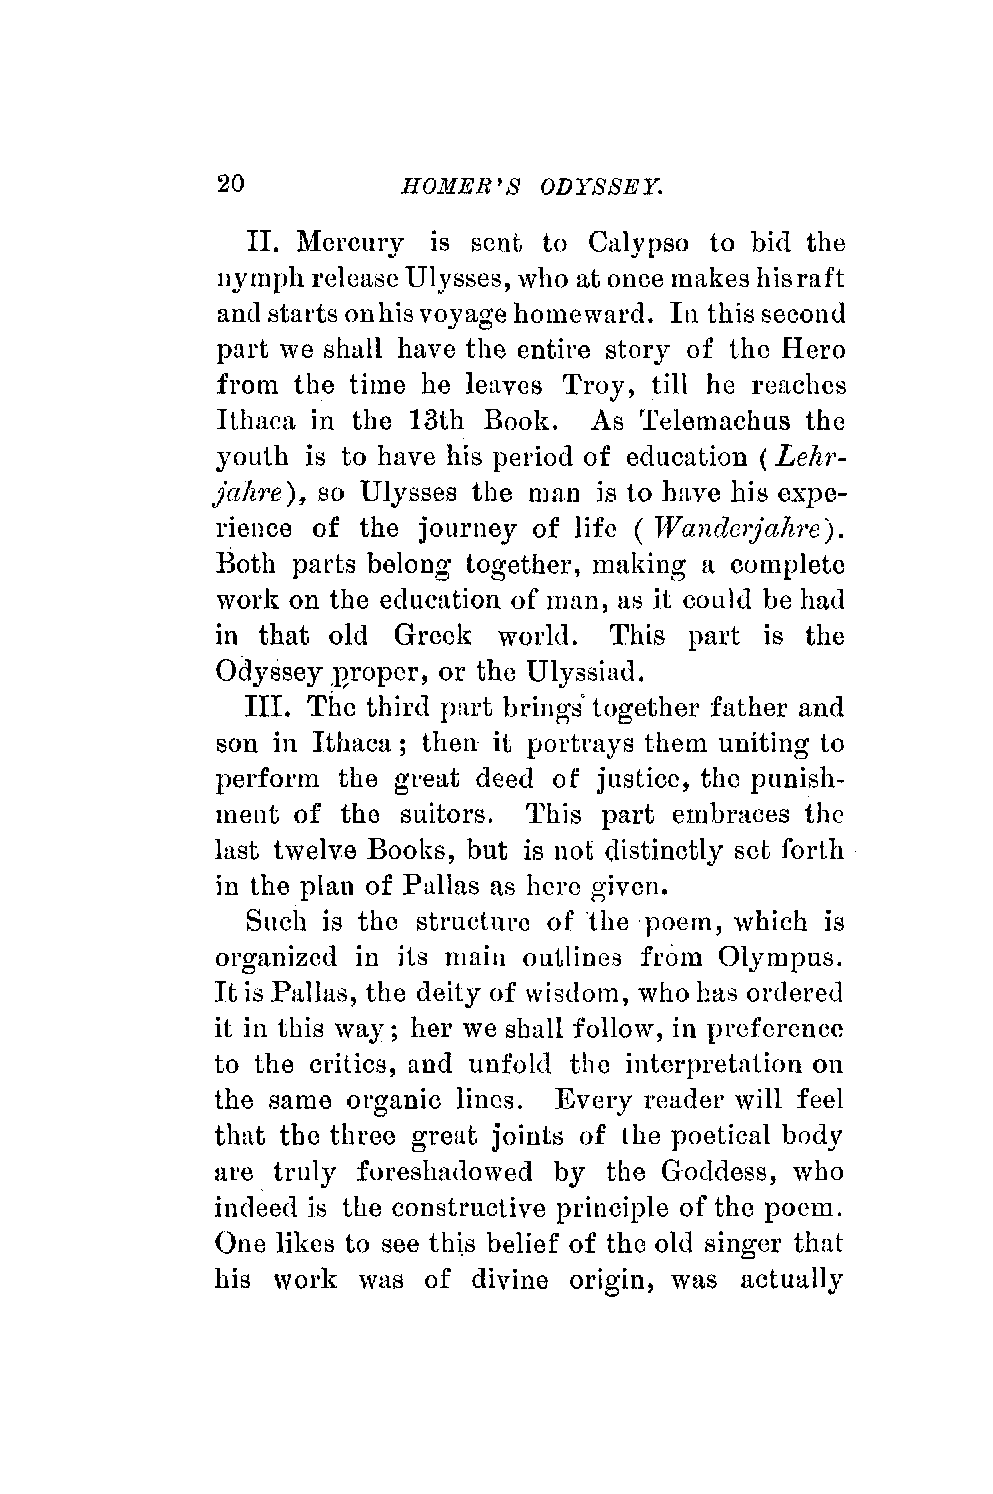 20 HOMER'S ODYSSEY.
II. Mercury is sent to Calypso to bid the
nymph release Ulysses, who at once makes his raft
and starts on his voyage homeward. In this second
part we shall have the entire story of the Hero
from the time he leaves Troy, till he reaches
Ithaca in the 13th Book. As Telemachus the
youth is to have his period of education (Lehr-
jahre), so Ulysses the man is to have his expe-
rience of the journey of life (Wanderjahre).
Both parts belong together, making a complete
work on the education of man, as it could be had
in that old Greek world. This part is the
Odyssey proper, or the Ulyssiad.
III. The third part brings together father and
son in Ithaca; then it portrays them uniting to
perform the great deed of justice, the punish-
ment of the suitors. This part embraces the
last twelve Books, but is not distinctly set forth
in the plan of Pallas as here given.
Such is the structure of the poem, which is
organized in its main outlines from Olympus.
It is Pallas, the deity of wisdom, who has ordered
it in this way; her we shall follow, in preference
to the critics, and unfold the interpretation on
the same organic lines. Every reader will feel
that the three great joints of the poetical body
are truly foreshadowed by the Goddess, who
indeed is the constructive principle of the poem.
One likes to see this belief of the old singer that
his work was of divine origin, was actually